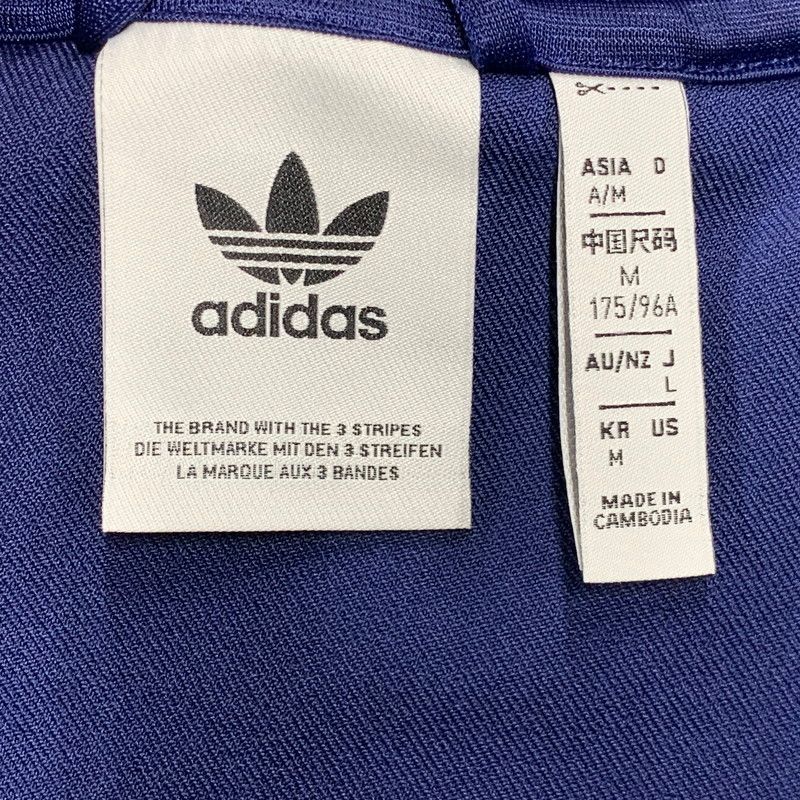 adidas
THE BRAND WITH THE 3 STRIPES
DIE WELTMARKE MIT DEN 3 STREIFEN
LA MARQUE AUX 3 BANDES
ASIA D
A/M
中国尺码
M
175/96A
AU/NZ J
L
KR US
M
MADE IN
CAMBODIA